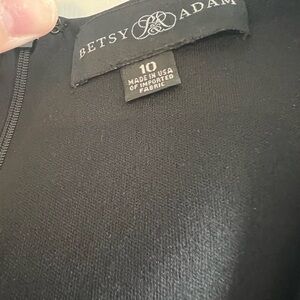 BETSY ADAM
10
MADE IN USA
OF IMPORTED
FABRIC